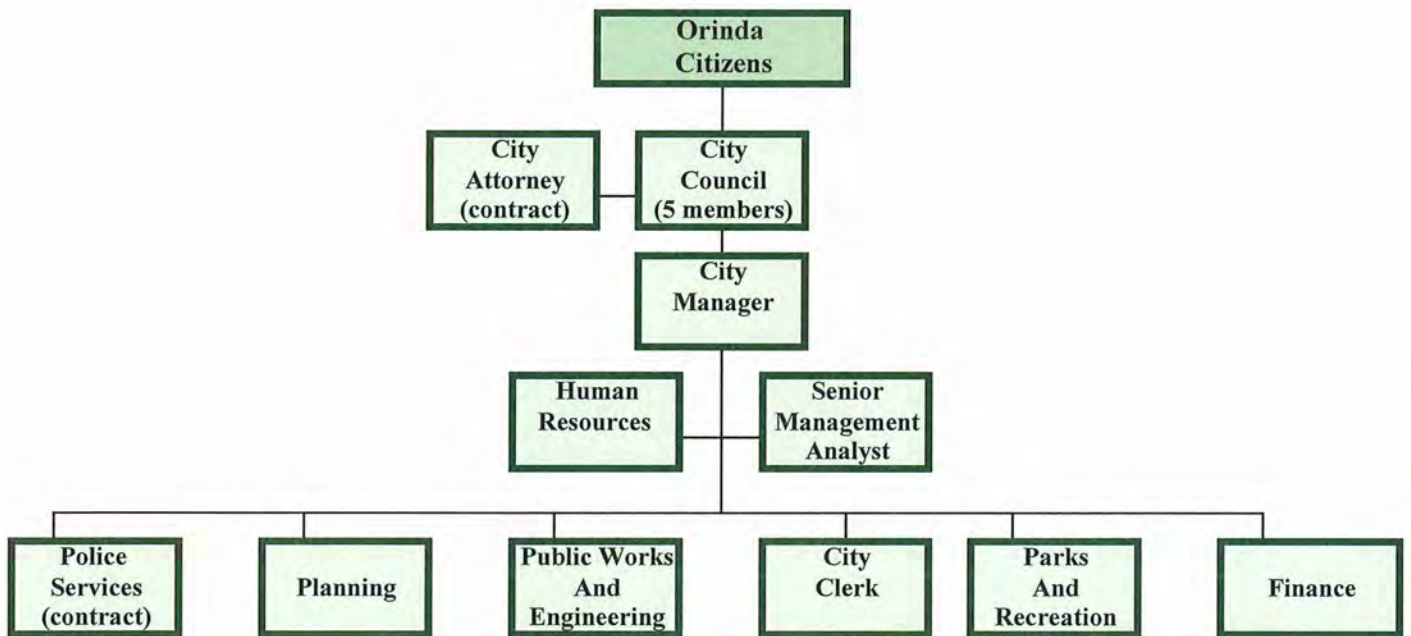 Orinda
Citizens
City
Attorney
(contract)
City
Council
(5 members)
City
Manager
Human
Resources
Senior
Management
Analyst
Police
Services
(contract)
Planning
Public Works
And
Engineering
City
Clerk
Parks
And
Recreation
Finance